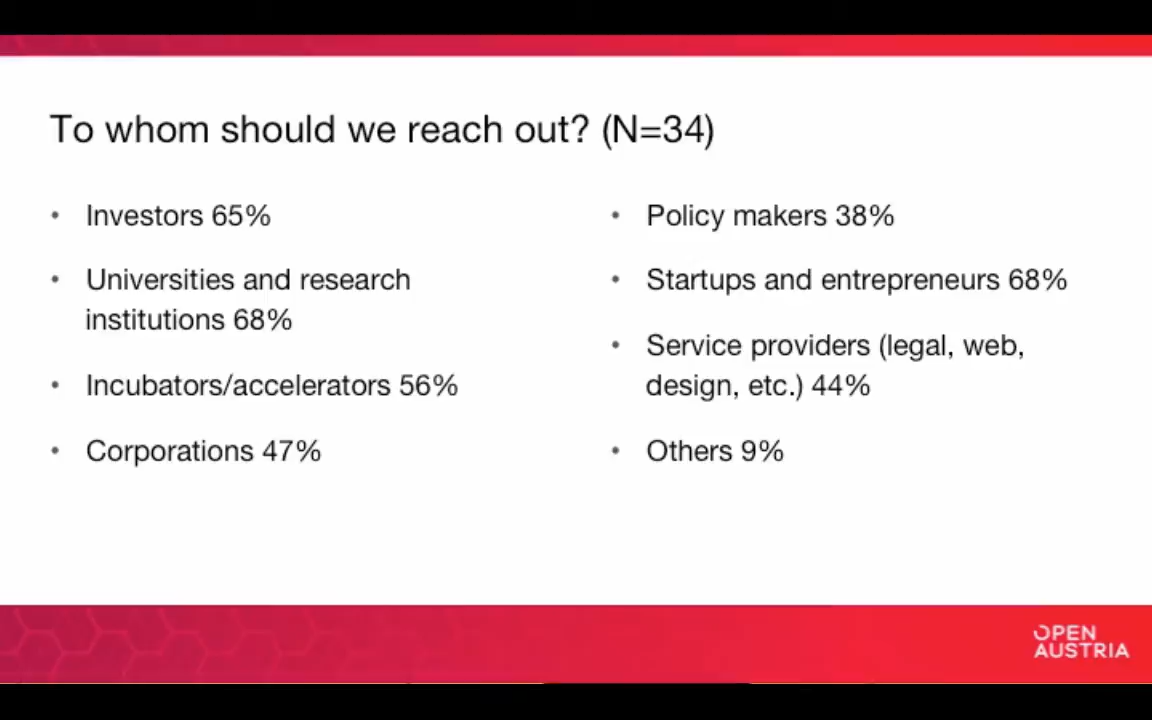 To whom should we reach out? (N=34)
• Investors 65%
• Universities and research
institutions 68%
• Incubators/accelerators 56%
• Corporations 47%
• Policy makers 38%
• Startups and entrepreneurs 68%
• Service providers (legal, web,
design, etc.) 44%
• Others 9%
OPEN
AUSTRIA